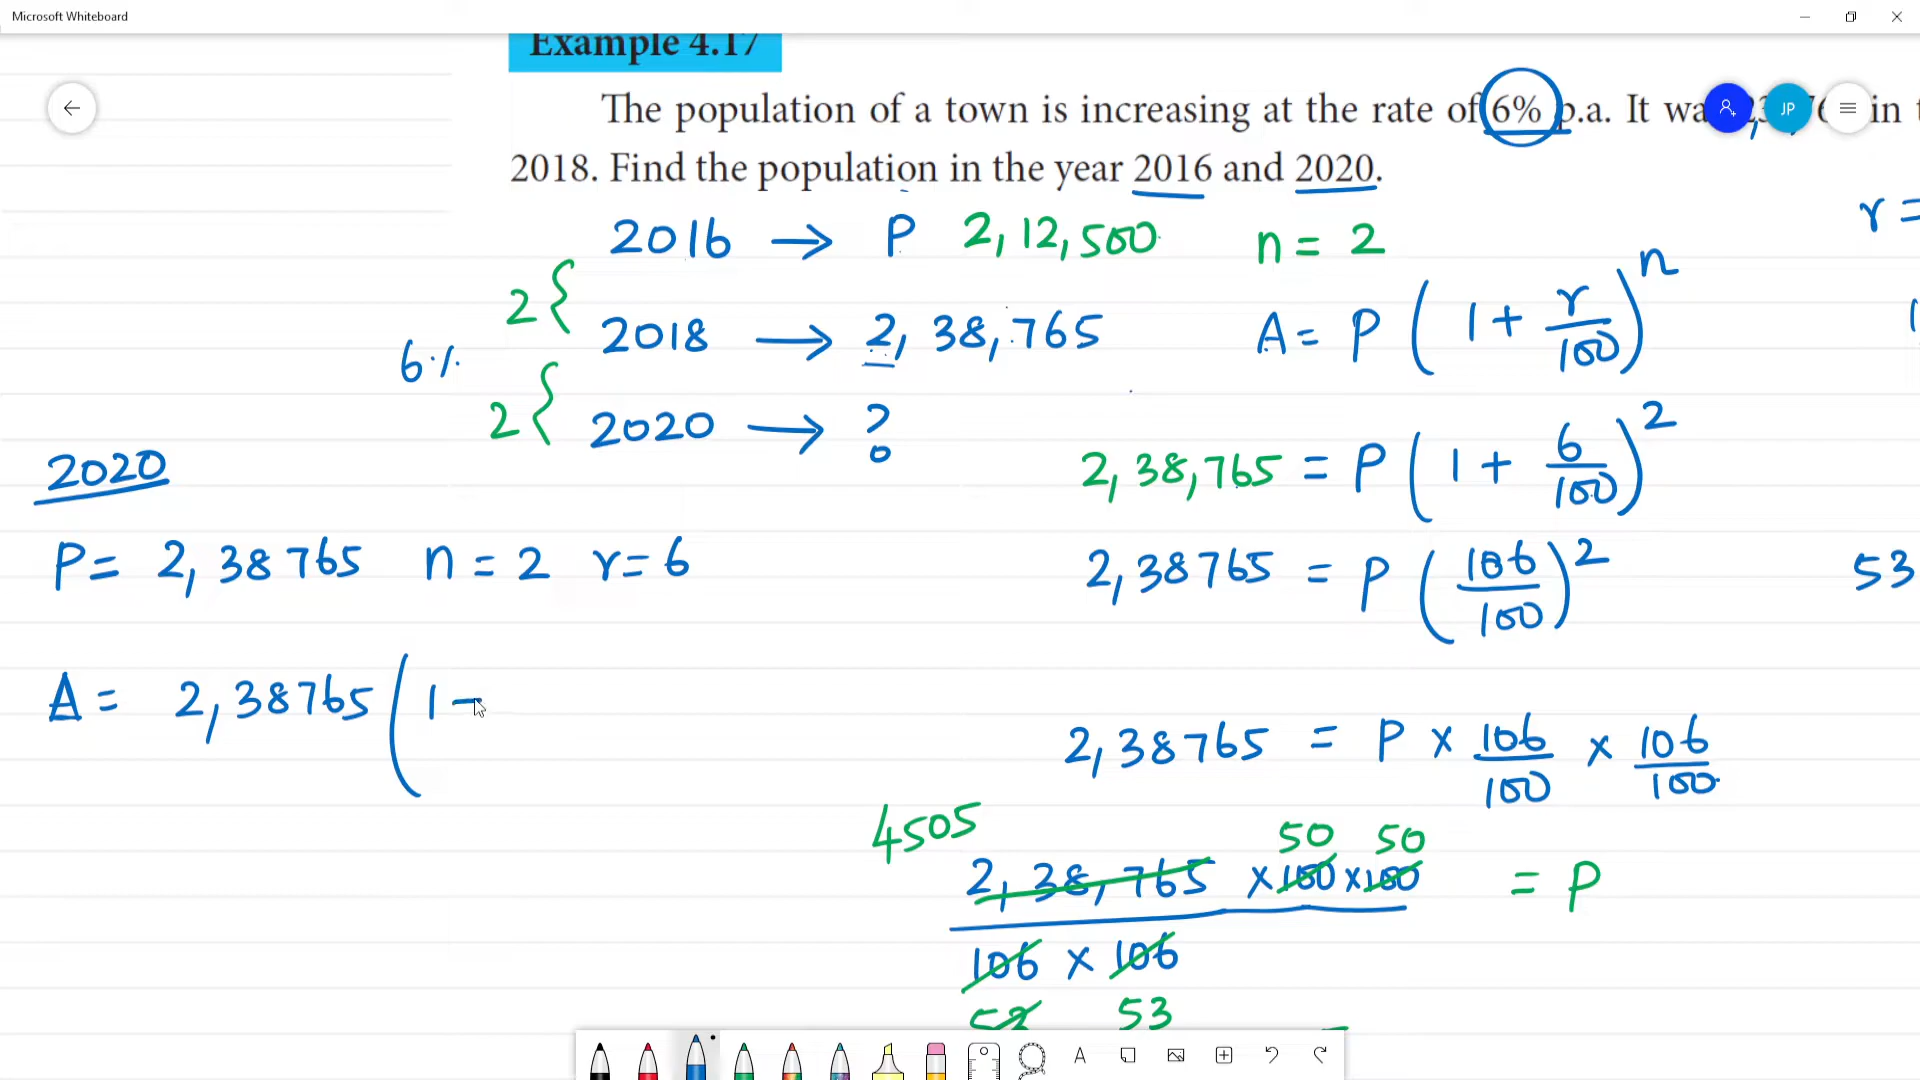 Microsoft Whiteboard
Example 4.17
The population of a town is increasing at the rate of 6% p.a. It was in
2018. Find the population in the year 2016 and 2020.
JP
r =
2016 → P 2,12,500 n = 2
2 {
2018 → 2,38,765 A = P ( 1 + r/100 )^n
6%
2 {
2020 → ?
2,38,765 = P ( 1 + 6/100 )^2
2020
P = 2,38765 n = 2 r = 6
2,38765 = P ( 106/100 )^2
53
A = 2,38765 ( 1 -
2,38765 = P × 106/100 × 106/100
4505 50 50
2,38,765 × 100 × 100 = P
106 × 106
53 53